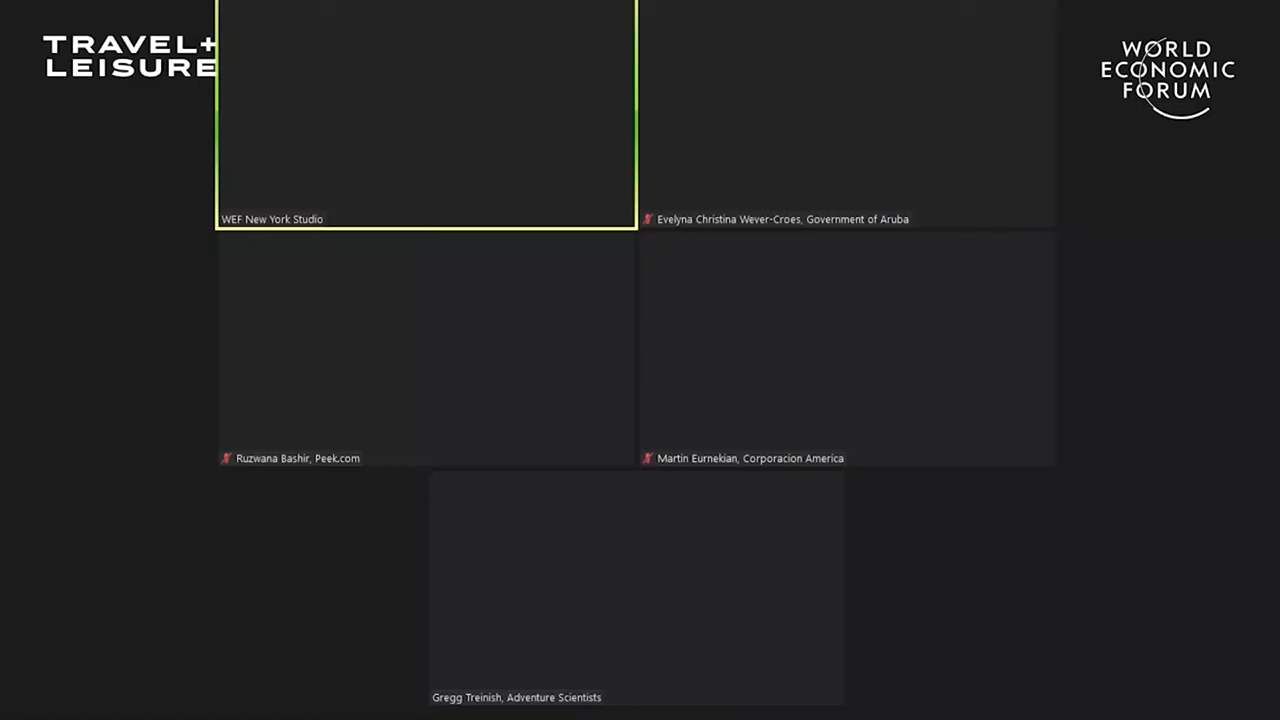 TRAVEL+
LEISURE
WORLD
ECONOMIC
FORUM
WEF New York Studio
Evelyna Christina Wever-Croes, Government of Aruba
Ruzwana Bashir, Peek.com
Martin Eurnekian, Corporacion America
Gregg Treinish, Adventure Scientists